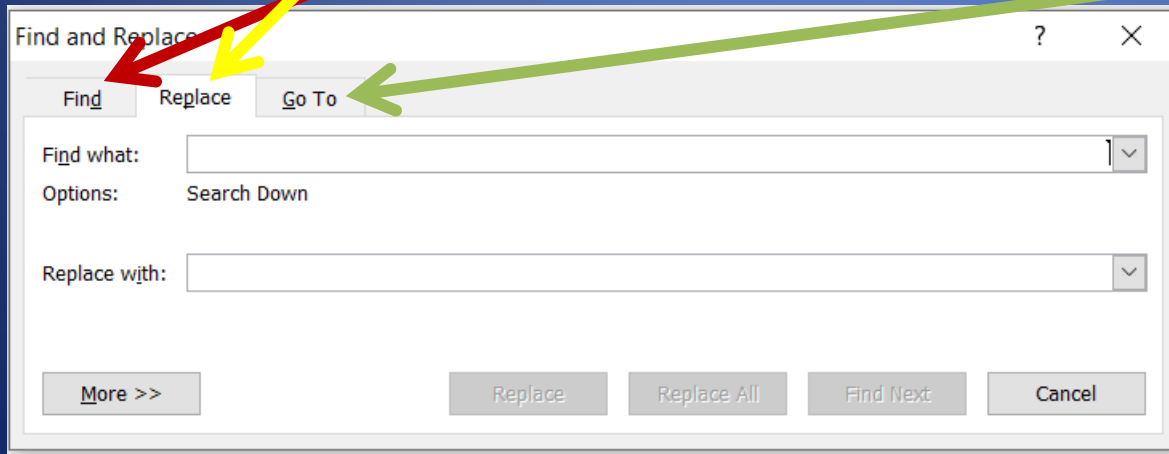 Find and Replace ?
Find Replace Go To
Find what:
Options: Search Down
Replace with:
More >> Replace Replace All Find Next Cancel